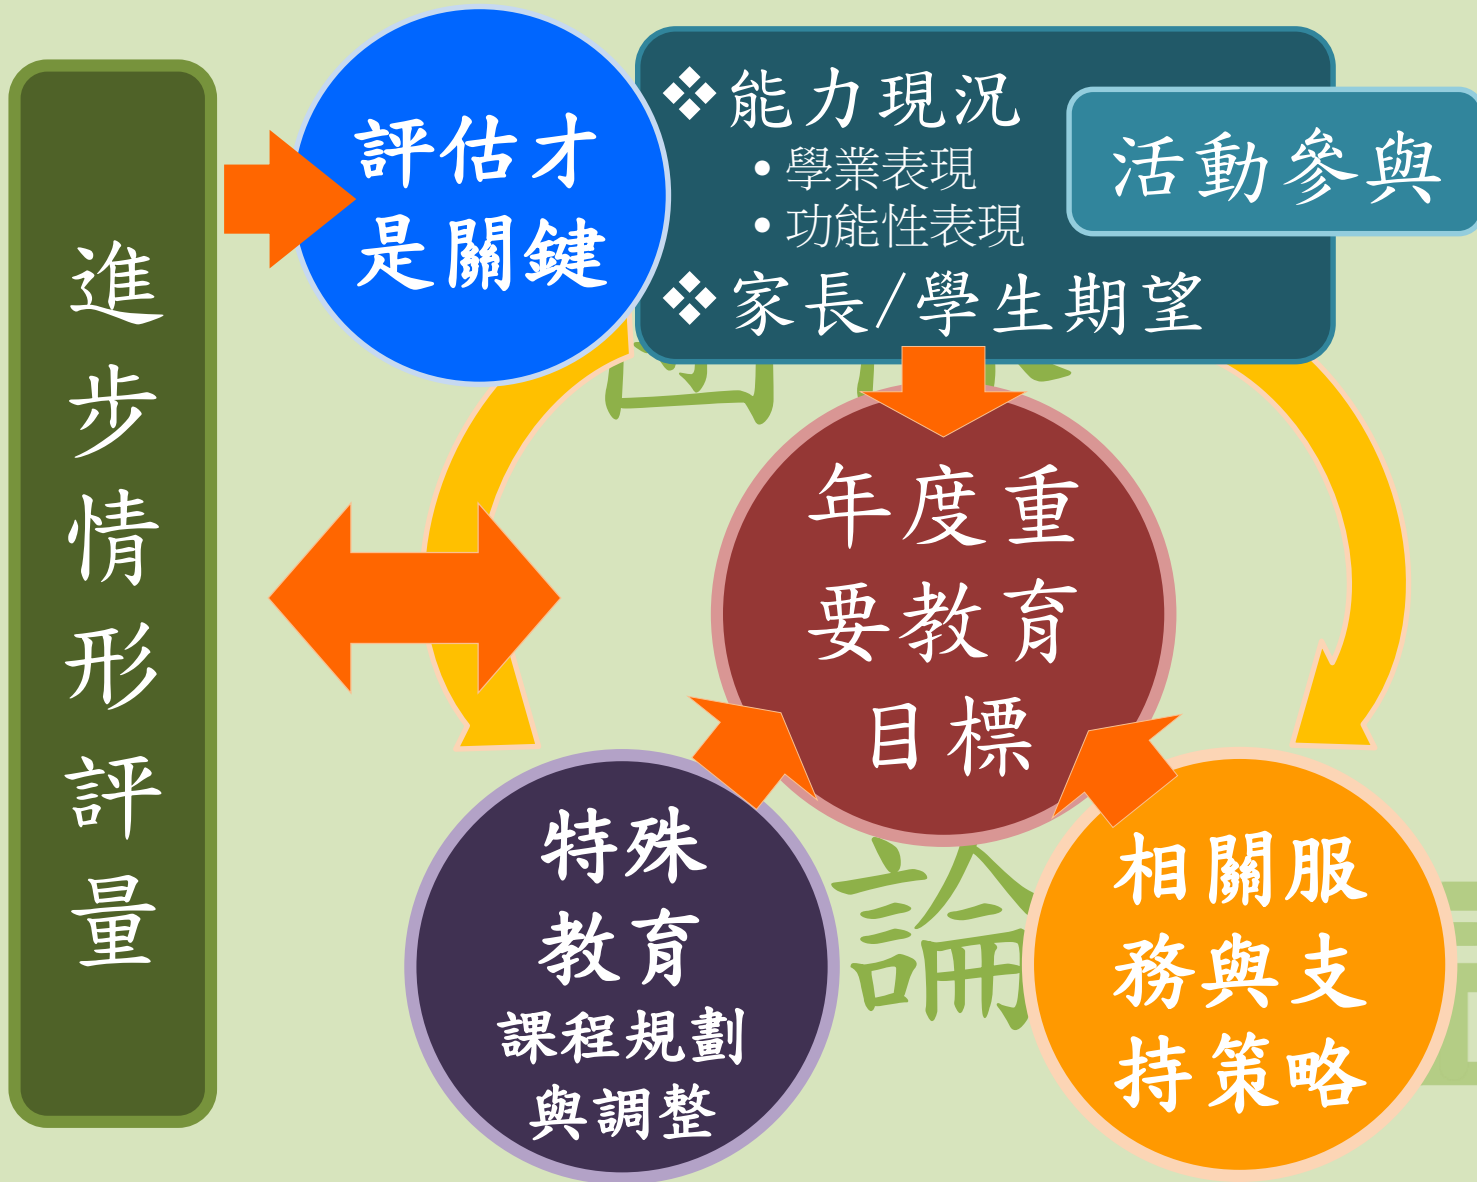 進
步
情
形
評
量
評估才
是關鍵
❖能力現況
•學業表現
•功能性表現
❖家長/學生期望
活動參與
年度重
要教育
目標
特殊
教育
課程規劃
與調整
相關服
務與支
持策略
論